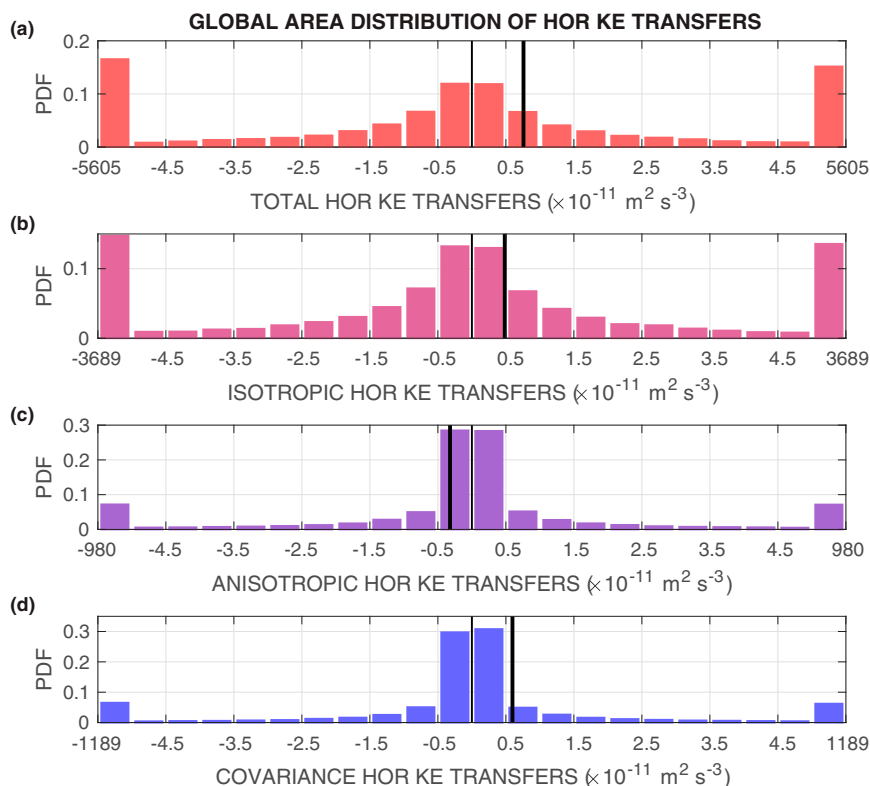 GLOBAL AREA DISTRIBUTION OF HOR KE TRANSFERS
(a)
0.2
0.1
0
PDF
-5605 -4.5 -3.5 -2.5 -1.5 -0.5 0.5 1.5 2.5 3.5 4.5 5605
TOTAL HOR KE TRANSFERS (×10⁻¹¹ m² s⁻³)
(b)
0.1
0
PDF
-3689 -4.5 -3.5 -2.5 -1.5 -0.5 0.5 1.5 2.5 3.5 4.5 3689
ISOTROPIC HOR KE TRANSFERS (×10⁻¹¹ m² s⁻³)
(c)
0.3
0.2
0.1
0
PDF
-980 -4.5 -3.5 -2.5 -1.5 -0.5 0.5 1.5 2.5 3.5 4.5 980
ANISOTROPIC HOR KE TRANSFERS (×10⁻¹¹ m² s⁻³)
(d)
0.3
0.2
0.1
0
PDF
-1189 -4.5 -3.5 -2.5 -1.5 -0.5 0.5 1.5 2.5 3.5 4.5 1189
COVARIANCE HOR KE TRANSFERS (×10⁻¹¹ m² s⁻³)